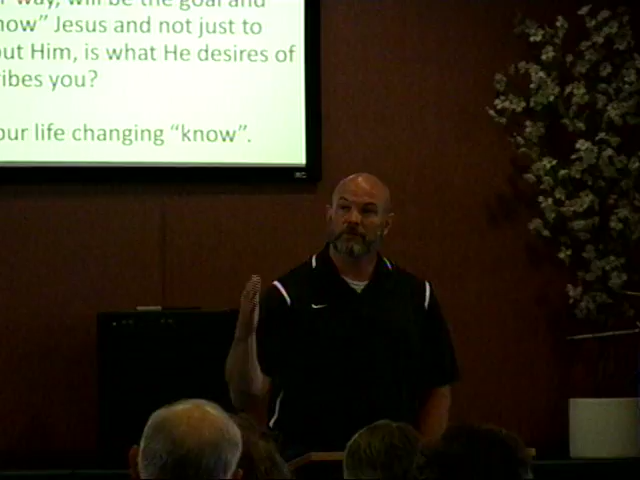 way, will be the goal and
now" Jesus and not just to
out Him, is what He desires of
ribes you?
our life changing "know".